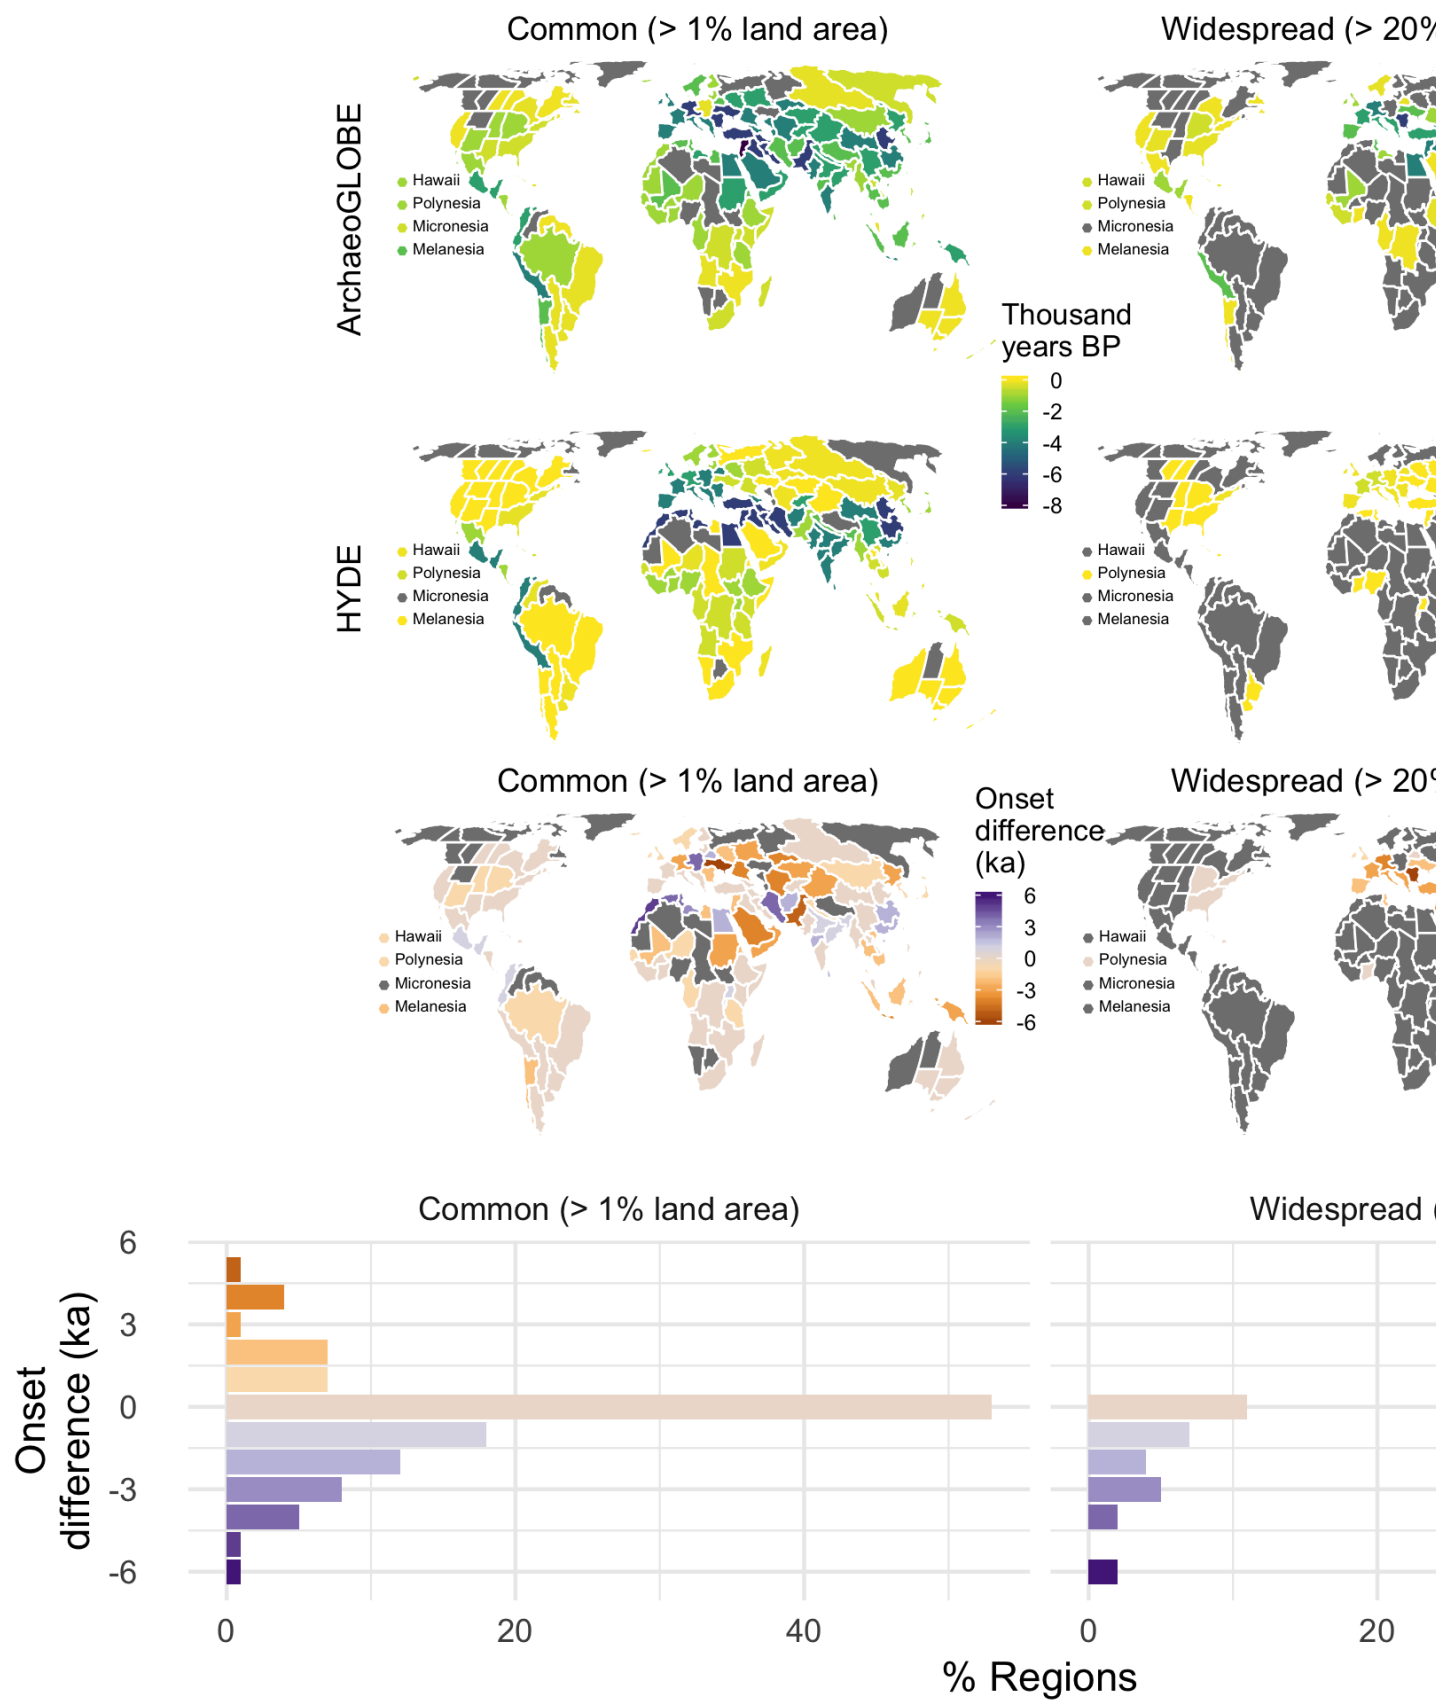 Common (> 1% land area)
Widespread (> 20%
ArchaeoGLOBE
Hawaii
Polynesia
Micronesia
Melanesia
Hawaii
Polynesia
Micronesia
Melanesia
Thousand
years BP
0
-2
-4
-6
-8
HYDE
Hawaii
Polynesia
Micronesia
Melanesia
Hawaii
Polynesia
Micronesia
Melanesia
Common (> 1% land area)
Widespread (> 20%
Onset
difference
(ka)
6
3
0
-3
-6
Hawaii
Polynesia
Micronesia
Melanesia
Hawaii
Polynesia
Micronesia
Melanesia
Common (> 1% land area)
Widespread (
Onset
difference (ka)
6
3
0
-3
-6
0
20
40
0
20
% Regions